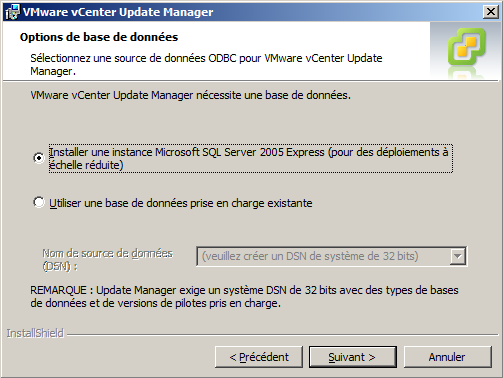 VMware vCenter Update Manager
Options de base de données
Sélectionnez une source de données ODBC pour VMware vCenter Update
Manager.
VMware vCenter Update Manager nécessite une base de données.
Installer une instance Microsoft SQL Server 2005 Express (pour des déploiements à
échelle réduite)
Utiliser une base de données prise en charge existante
Nom de source de données
(DSN) :
(veuillez créer un DSN de système de 32 bits)
REMARQUE : Update Manager exige un système DSN de 32 bits avec des types de bases
de données et de versions de pilotes pris en charge.
InstallShield
< Précédent
Suivant >
Annuler